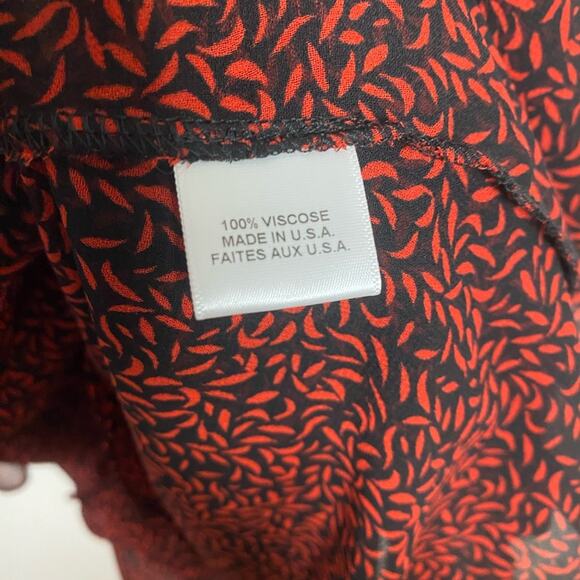 100% VISCOSE
MADE IN U.S.A.
FAITES AUX U.S.A.